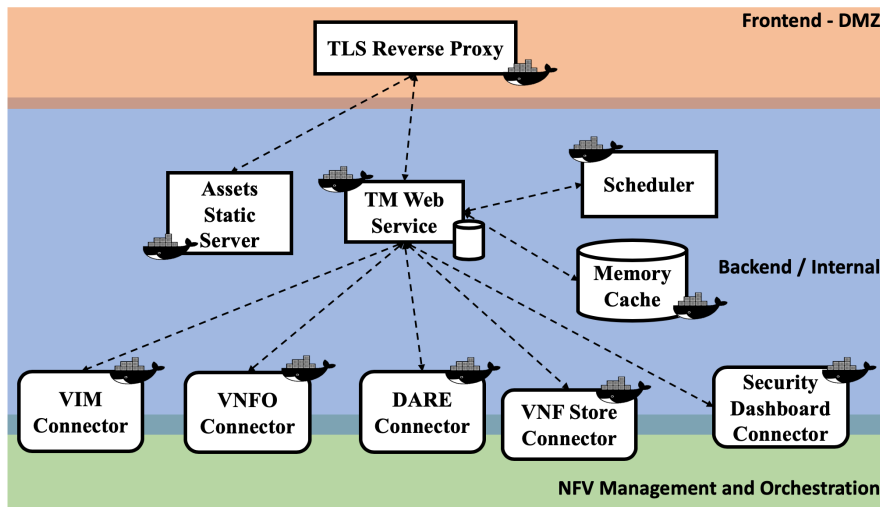 Frontend - DMZ
TLS Reverse Proxy
Assets
Static
Server
TM Web
Service
Scheduler
Memory
Cache
Backend / Internal
VIM
Connector
VNFO
Connector
DARE
Connector
VNF Store
Connector
Security
Dashboard
Connector
NFV Management and Orchestration